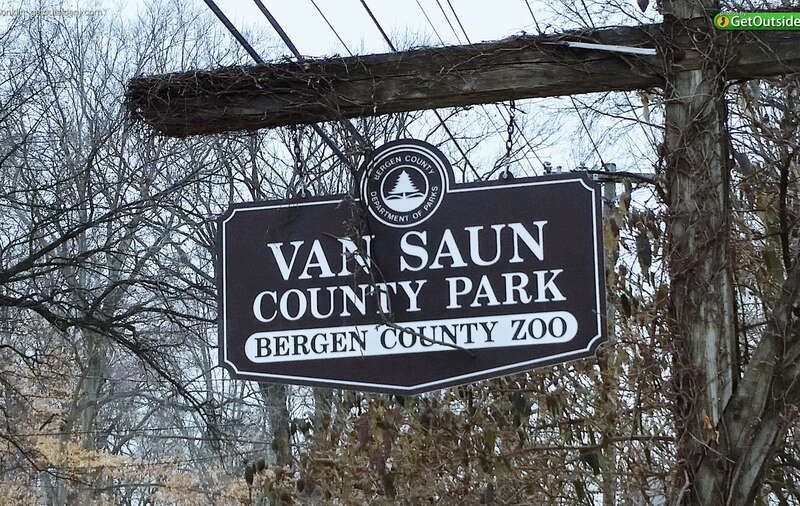 GetOutside
BERGEN COUNTY
DEPARTMENT OF PARKS
VAN SAUN
COUNTY PARK
BERGEN COUNTY ZOO